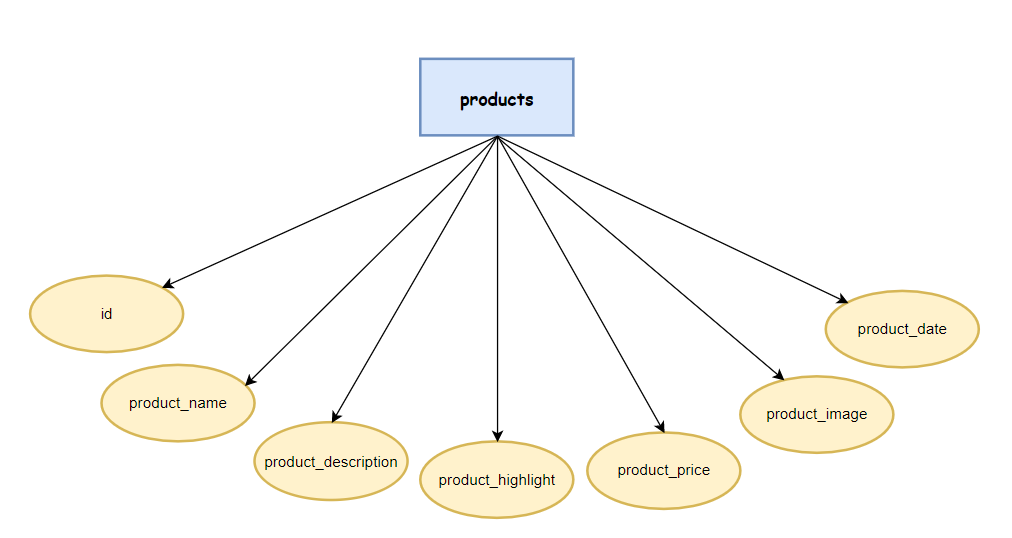 products
id
product_name
product_description
product_highlight
product_price
product_image
product_date